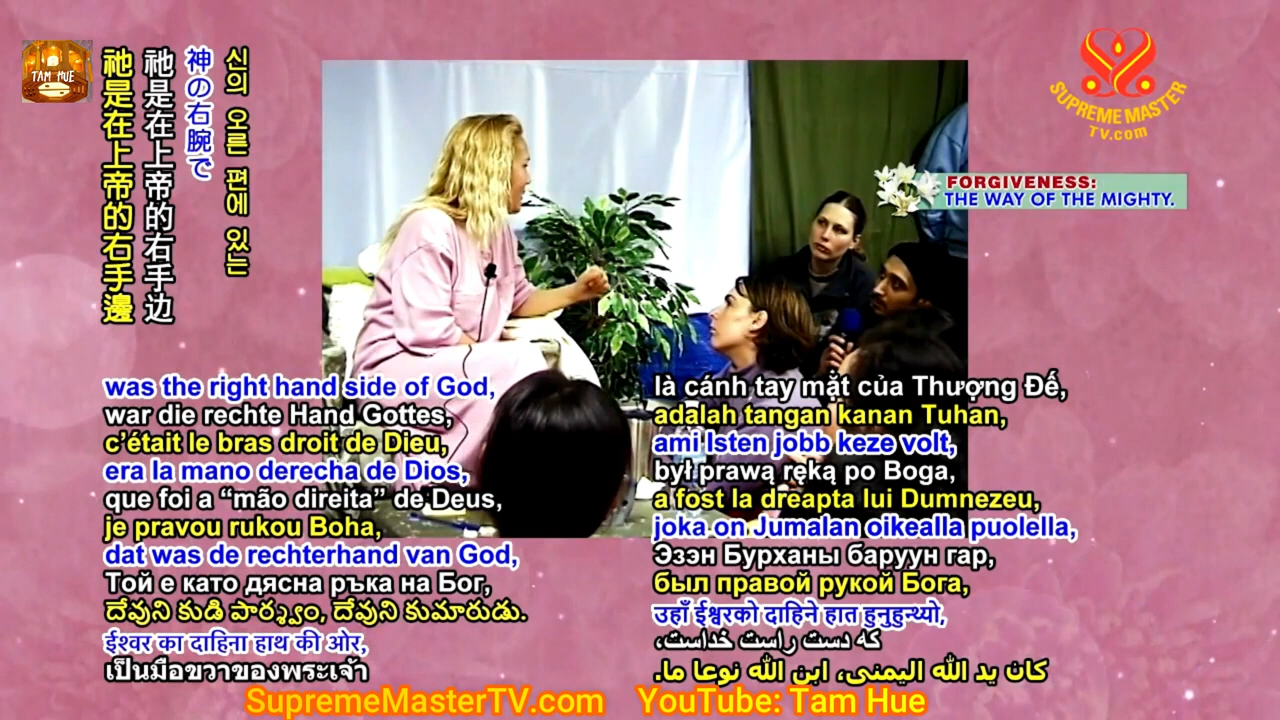 TAM HUE
祂是在上帝的右手邊
祂是在上帝的右手边
神の右腕で
신의 오른 편에 있는
SUPREME MASTER
TV.com
FORGIVENESS:
THE WAY OF THE MIGHTY.
was the right hand side of God,
war die rechte Hand Gottes,
c’était le bras droit de Dieu,
era la mano derecha de Dios,
que foi a “mão direita” de Deus,
je pravou rukou Boha,
dat was de rechterhand van God,
Той е като дясна ръка на Бог,
దేవుని కుడి పార్శ్వం, దేవుని కుమారుడు.
ईश्वर का दाहिना हाथ की ओर,
เป็นมือขวาของพระเจ้า
là cánh tay mặt của Thượng Đế,
adalah tangan kanan Tuhan,
ami Isten jobb keze volt,
był prawą ręką po Boga,
a fost la dreapta lui Dumnezeu,
joka on Jumalan oikealla puolella,
Эзэн Бурханы баруун гар,
был правой рукой Бога,
उहाँ ईश्वरको दाहिने हात हुनुहुन्थ्यो,
که دست راست خداست،
كان يد الله اليمنى، ابن الله نوعا ما.
SupremeMasterTV.com YouTube: Tam Hue